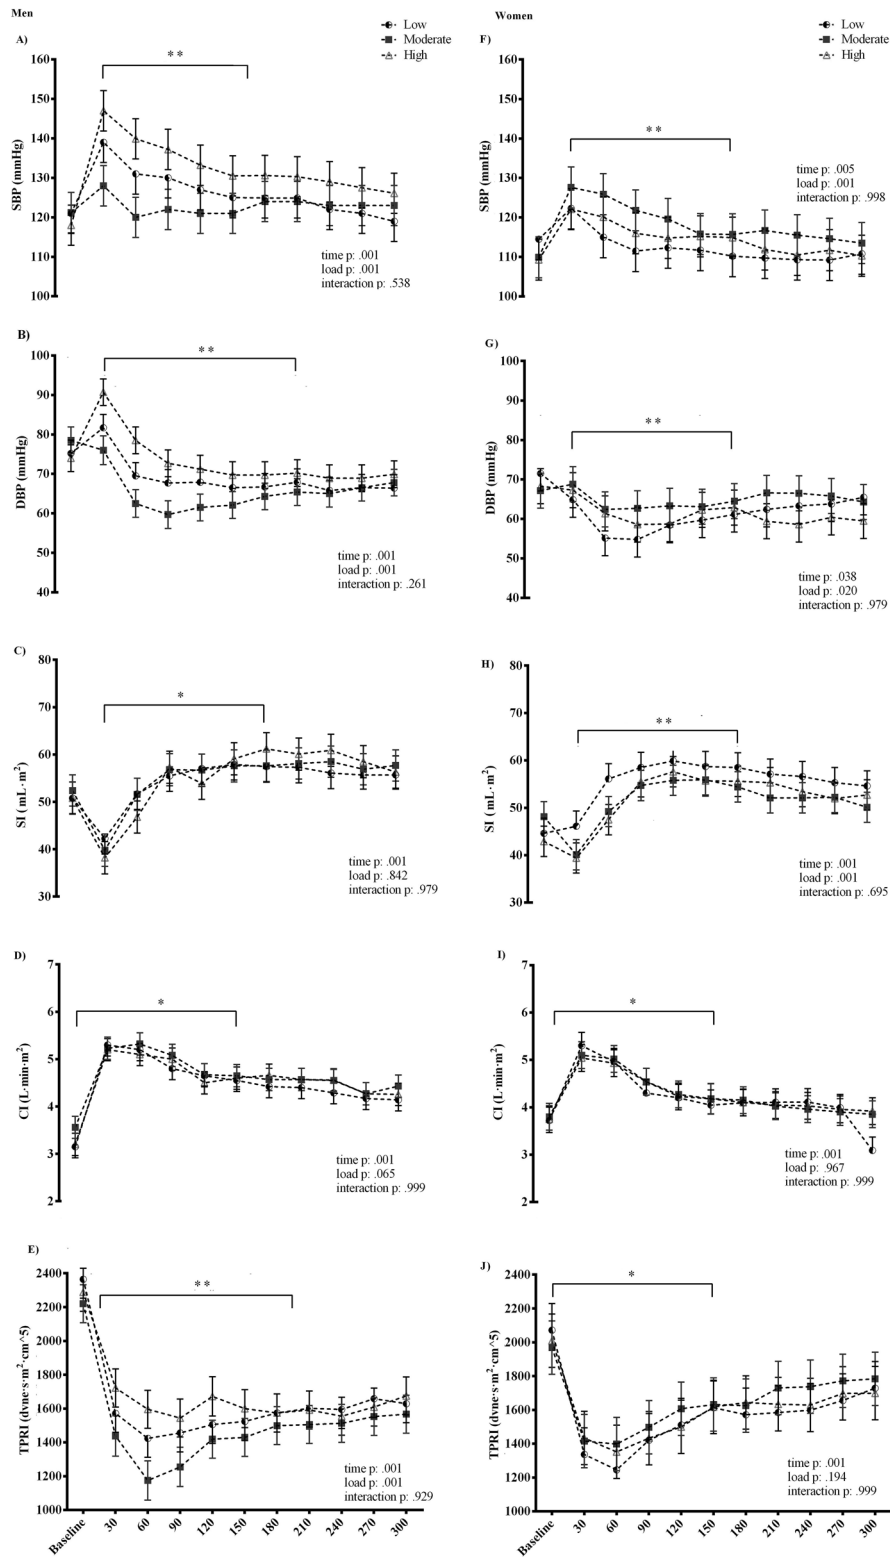 Men
Low
Moderate
High
A)
**
160
150
140
130
120
110
100
SBP (mmHg)
time p: .001
load p: .001
interaction p: .538
B)
**
100
90
80
70
60
50
40
DBP (mmHg)
time p: .001
load p: .001
interaction p: .261
C)
*
80
70
60
50
40
30
SI (mL·m²)
time p: .001
load p: .842
interaction p: .979
D)
*
7
6
5
4
3
2
CI (L·min·m²)
time p: .001
load p: .065
interaction p: .999
E)
**
2400
2200
2000
1800
1600
1400
1200
1000
TPRI (dyne·s·m²·cm^5)
time p: .001
load p: .001
interaction p: .929
Baseline
30
60
90
120
150
180
210
240
270
300
Women
Low
Moderate
High
F)
**
160
150
140
130
120
110
100
SBP (mmHg)
time p: .005
load p: .001
interaction p: .998
G)
**
100
90
80
70
60
50
40
DBP (mmHg)
time p: .038
load p: .020
interaction p: .979
H)
**
80
70
60
50
40
30
SI (mL·m²)
time p: .001
load p: .001
interaction p: .695
I)
*
7
6
5
4
3
2
CI (L·min·m²)
time p: .001
load p: .967
interaction p: .999
J)
*
2400
2200
2000
1800
1600
1400
1200
1000
TPRI (dyne·s·m²·cm^5)
time p: .001
load p: .194
interaction p: .999
Baseline
30
60
90
120
150
180
210
240
270
300